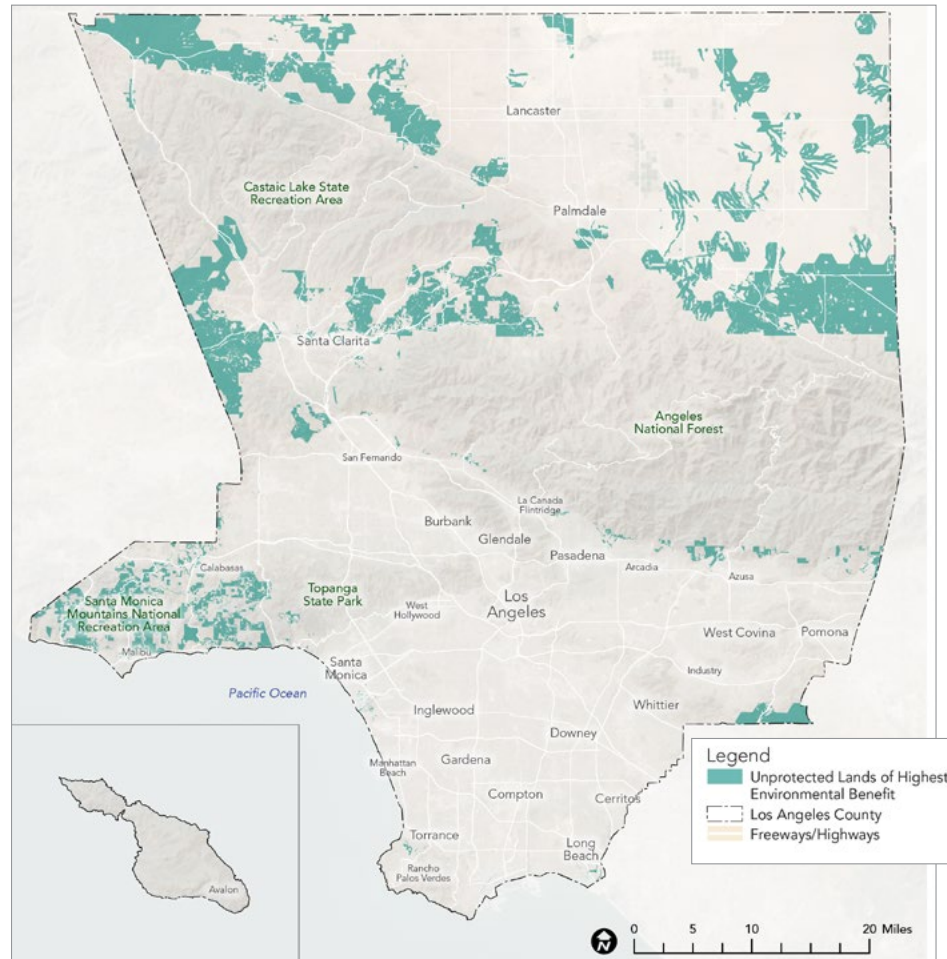 Lancaster
Castaic Lake State
Recreation Area
Palmdale
Santa Clarita
Angeles
National Forest
San Fernando
La Canada
Flintridge
Burbank
Glendale
Pasadena
Arcadia
Azusa
Calabasas
Topanga
State Park
Santa Monica
Mountains National
Recreation Area
West
Hollywood
Los
Angeles
West Covina
Pomona
Malibu
Santa
Monica
Industry
Pacific Ocean
Inglewood
Whittier
Downey
Manhattan
Beach
Gardena
Compton
Cerritos
Torrance
Long
Beach
Rancho
Palos Verdes
Avalon
Legend
Unprotected Lands of Highest
Environmental Benefit
Los Angeles County
Freeways/Highways
N
0 5 10 20 Miles